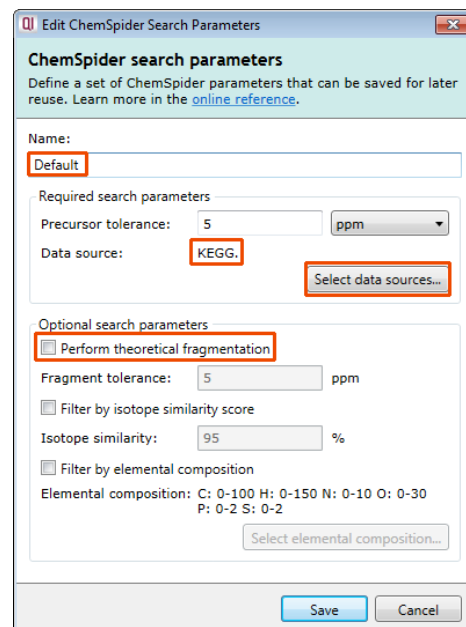 QI Edit ChemSpider Search Parameters
ChemSpider search parameters
Define a set of ChemSpider parameters that can be saved for later
reuse. Learn more in the online reference.
Name:
Default
Required search parameters
Precursor tolerance: 5 ppm
Data source: KEGG.
Select data sources...
Optional search parameters
Perform theoretical fragmentation
Fragment tolerance: 5 ppm
Filter by isotope similarity score
Isotope similarity: 95 %
Filter by elemental composition
Elemental composition: C: 0-100 H: 0-150 N: 0-10 O: 0-30
P: 0-2 S: 0-2
Select elemental composition...
Save Cancel